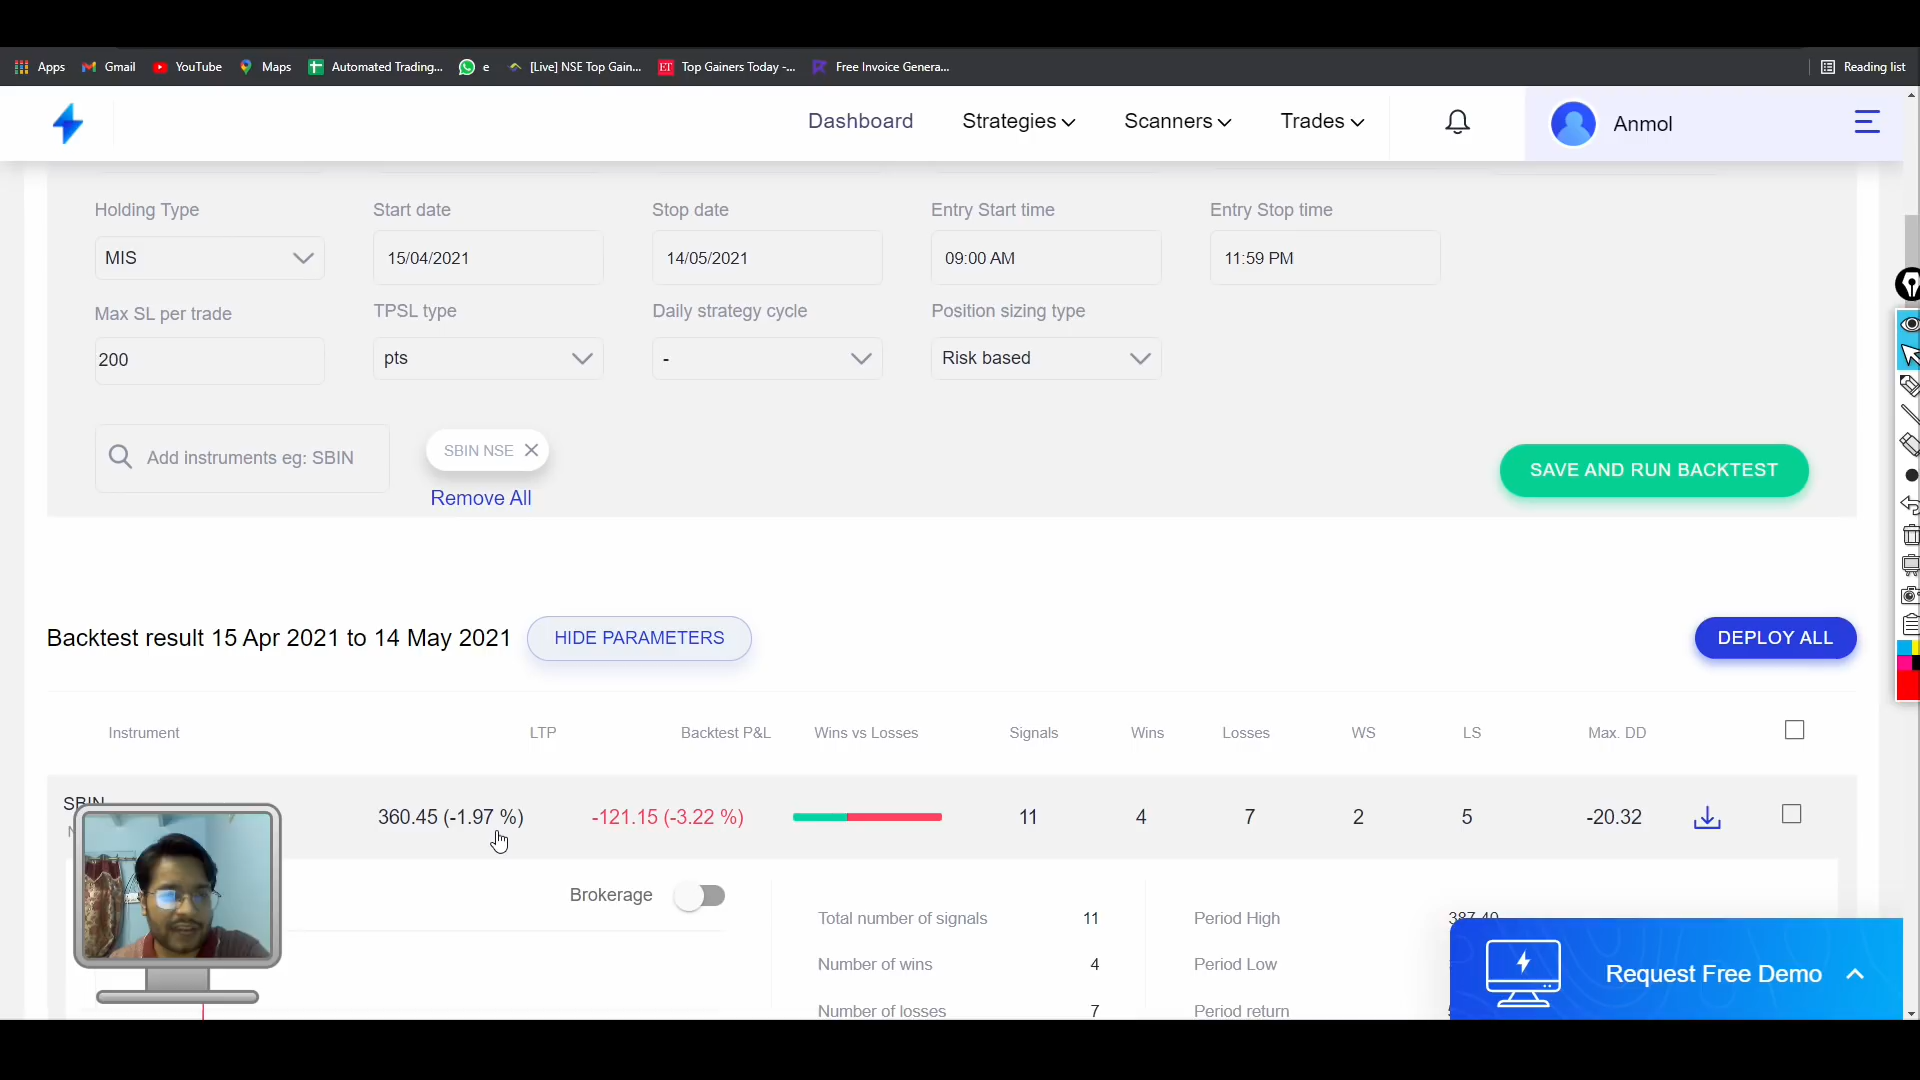 Apps Gmail YouTube Maps Automated Trading... e [Live] NSE Top Gain... Top Gainers Today -... Free Invoice Genera... Reading list
Dashboard Strategies Scanners Trades Anmol
Holding Type Start date Stop date Entry Start time Entry Stop time
MIS 15/04/2021 14/05/2021 09:00 AM 11:59 PM
Max SL per trade TPSL type Daily strategy cycle Position sizing type
200 pts - Risk based
Add instruments eg: SBIN SBIN NSE SAVE AND RUN BACKTEST
Remove All
Backtest result 15 Apr 2021 to 14 May 2021 HIDE PARAMETERS DEPLOY ALL
Instrument LTP Backtest P&L Wins vs Losses Signals Wins Losses WS LS Max. DD
SBIN
360.45 (-1.97 %) -121.15 (-3.22 %) 11 4 7 2 5 -20.32
Brokerage
Total number of signals 11 Period High 387.40
Number of wins 4 Period Low
Number of losses 7 Period return
Request Free Demo